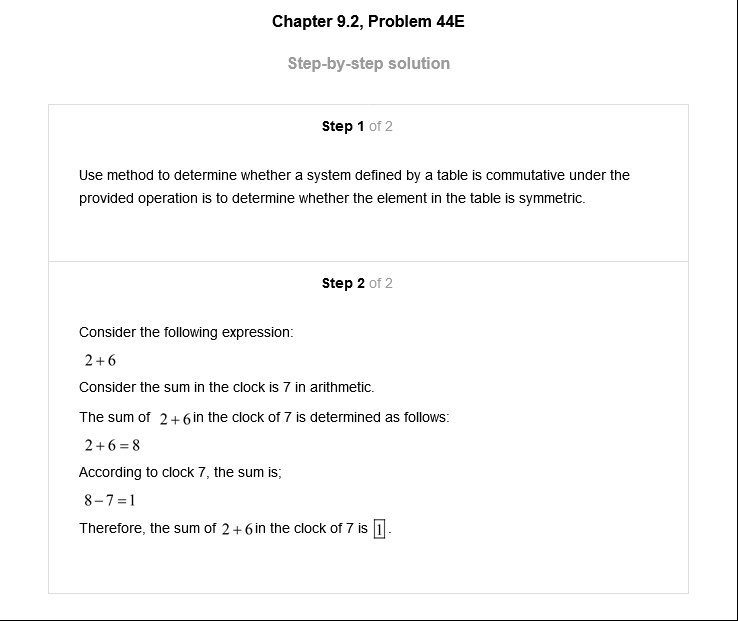 Chapter 9.2, Problem 44E
Step-by-step solution
Step 1 of 2
Use method to determine whether a system defined by a table is commutative under the
provided operation is to determine whether the element in the table is symmetric.
Step 2 of 2
Consider the following expression:
2+6
Consider the sum in the clock is 7 in arithmetic.
The sum of 2+6 in the clock of 7 is determined as follows:
2+6=8
According to clock 7, the sum is;
8−7=1
Therefore, the sum of 2+6 in the clock of 7 is 1.